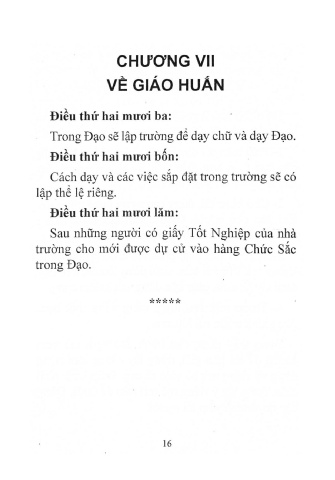 CHƯƠNG VII
VỀ GIÁO HUẤN
Điều thứ hai mươi ba:
Trong Đạo sẽ lập trường để dạy chữ và dạy Đạo.
Điều thứ hai mươi bốn:
Cách dạy và các việc sắp đặt trong trường sẽ có
lập thể lệ riêng.
Điều thứ hai mươi lăm:
Sau những người có giấy Tốt Nghiệp của nhà
trường cho mới được dự cử vào hàng Chức Sắc
trong Đạo.
*****
16